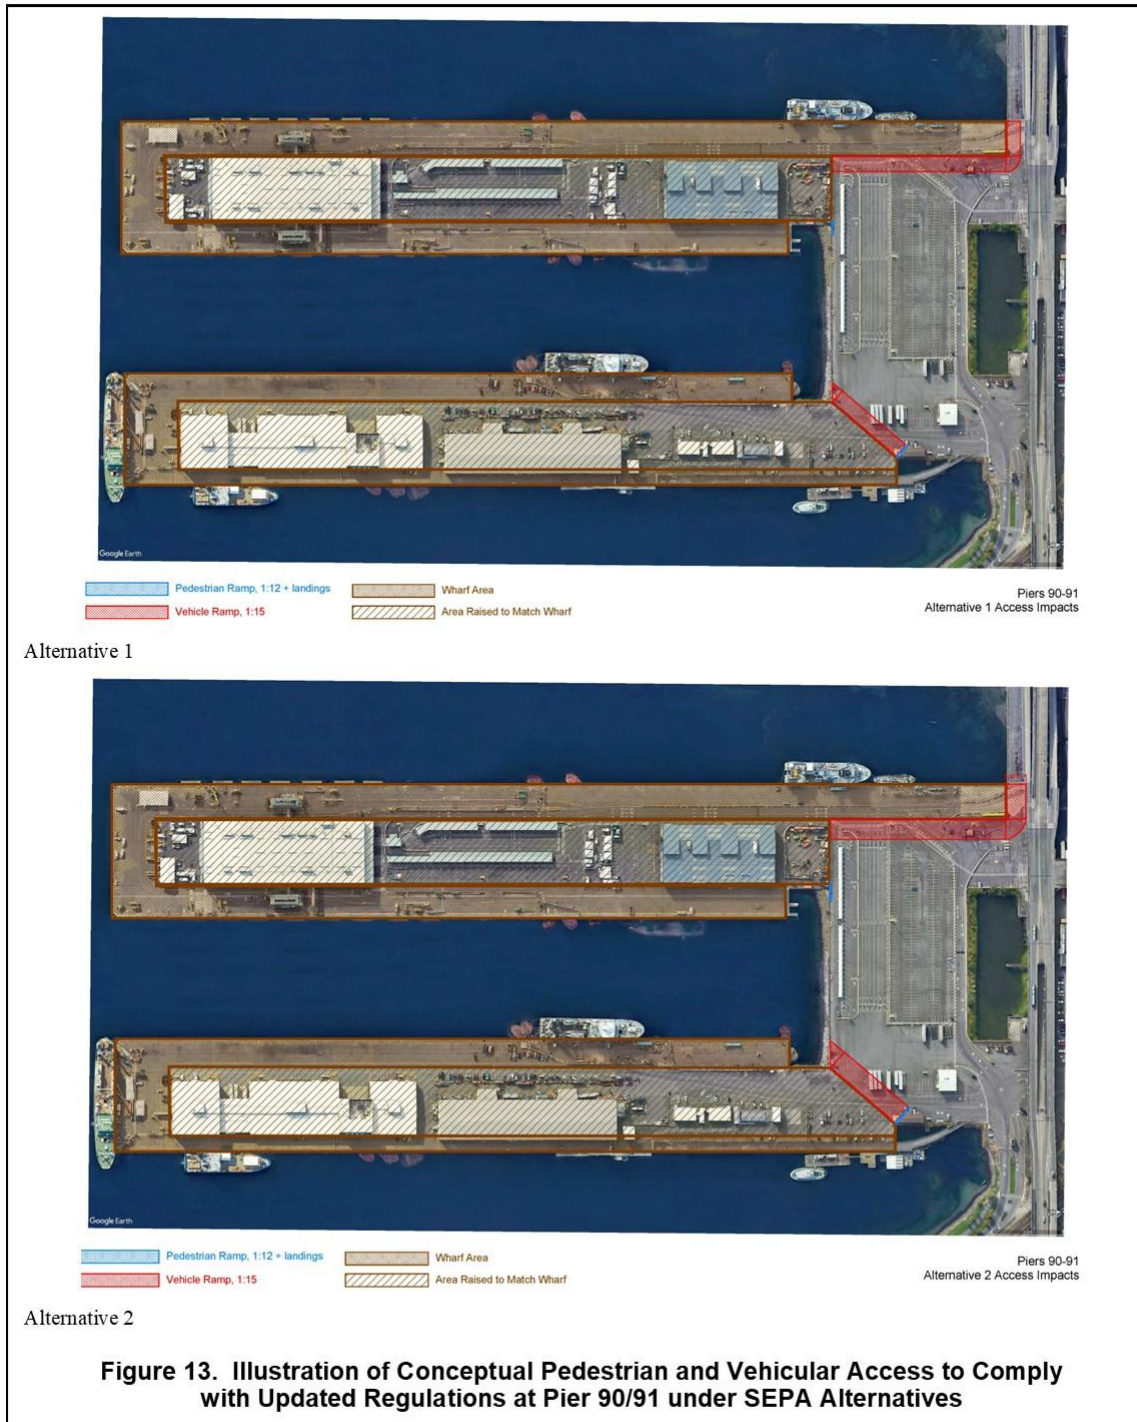 Google Earth
Pedestrian Ramp, 1:12 + landings
Wharf Area
Vehicle Ramp, 1:15
Area Raised to Match Wharf
Piers 90-91
Alternative 1 Access Impacts
Alternative 1
Google Earth
Pedestrian Ramp, 1:12 + landings
Wharf Area
Vehicle Ramp, 1:15
Area Raised to Match Wharf
Piers 90-91
Alternative 2 Access Impacts
Alternative 2
Figure 13. Illustration of Conceptual Pedestrian and Vehicular Access to Comply
with Updated Regulations at Pier 90/91 under SEPA Alternatives